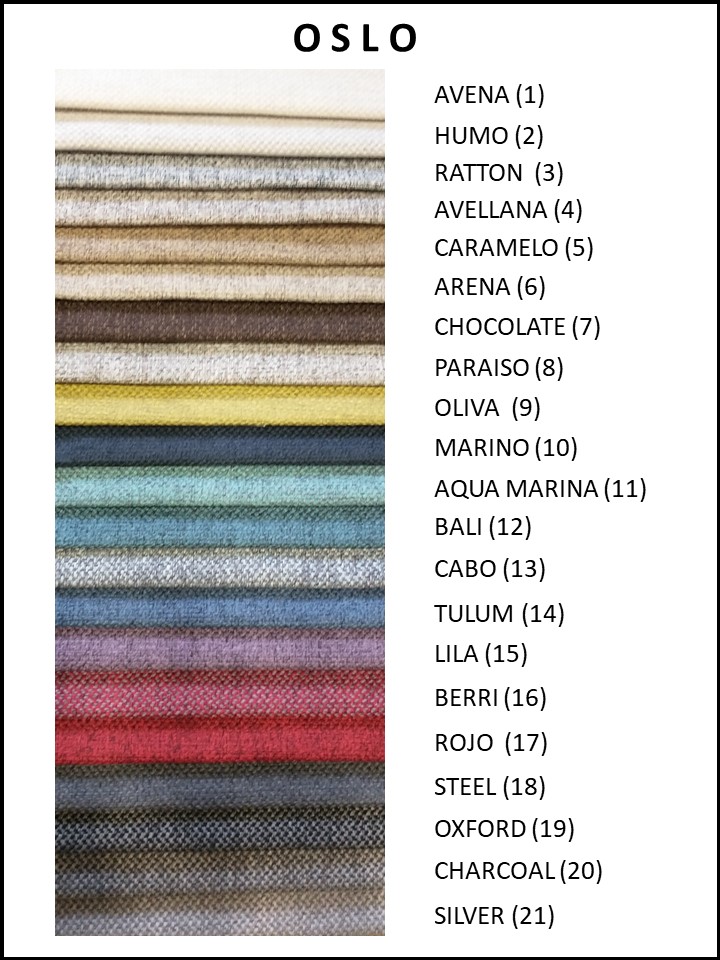 OSLO
AVENA (1)
HUMO (2)
RATTON (3)
AVELLANA (4)
CARAMELO (5)
ARENA (6)
CHOCOLATE (7)
PARAISO (8)
OLIVA (9)
MARINO (10)
AQUA MARINA (11)
BALI (12)
CABO (13)
TULUM (14)
LILA (15)
BERRI (16)
ROJO (17)
STEEL (18)
OXFORD (19)
CHARCOAL (20)
SILVER (21)